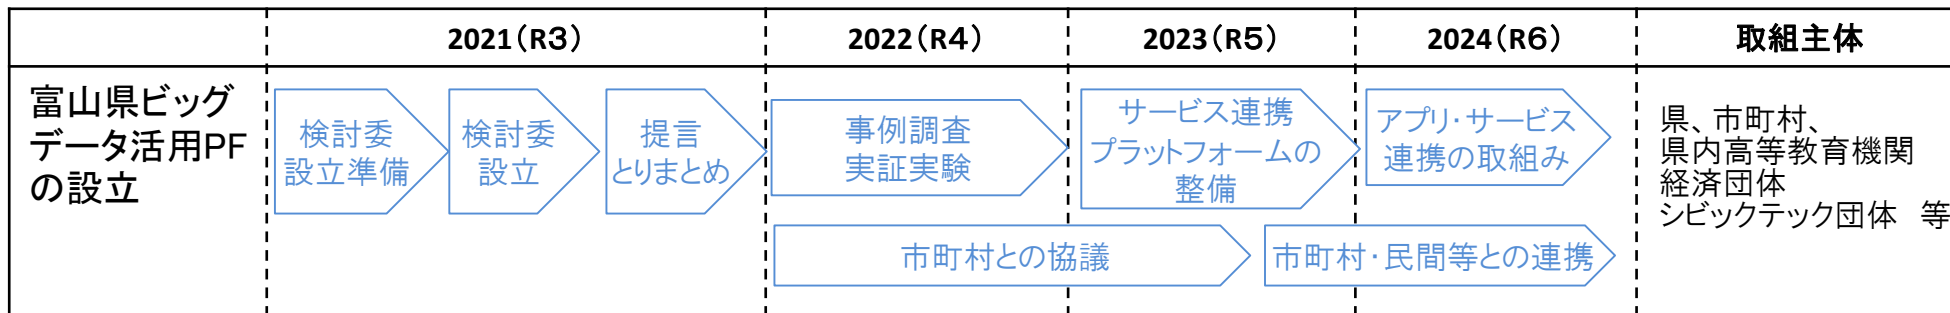 2021(R3)
2022(R4)
2023(R5)
2024(R6)
取組主体
富山県ビッグ
データ活用PF
の設立
検討委
設立準備
検討委
設立
提言
とりまとめ
事例調査
実証実験
サービス連携
プラットフォームの
整備
アプリ・サービス
連携の取組み
市町村との協議
市町村・民間等との連携
県、市町村、
県内高等教育機関
経済団体
シビックテック団体　等